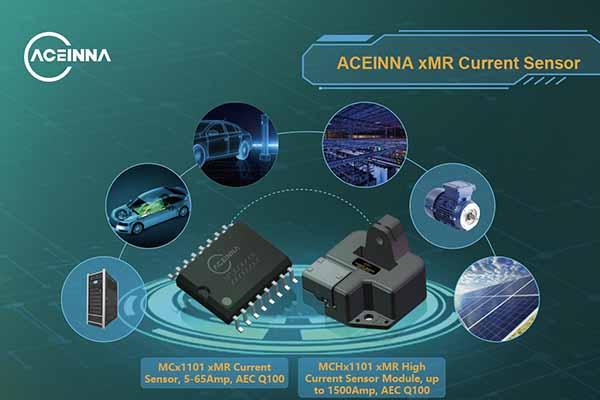 ACEINNA
ACEINNA xMR Current Sensor
ACEINNA
MCx1101 xMR Current
Sensor, 5-65Amp, AEC Q100
MCHx1101 xMR High
Current Sensor Module, up
to 1500Amp, AEC Q100